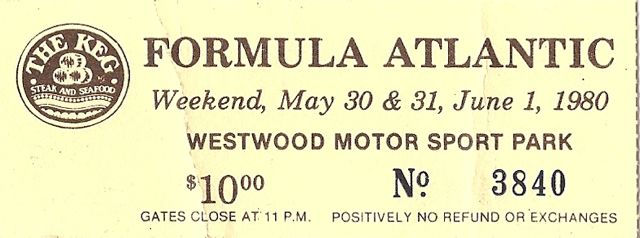 THE KEG
STEAK AND SEAFOOD
FORMULA ATLANTIC
Weekend, May 30 & 31, June 1, 1980
WESTWOOD MOTOR SPORT PARK
$10 00 Nº 3840
GATES CLOSE AT 11 P.M. POSITIVELY NO REFUND OR EXCHANGES